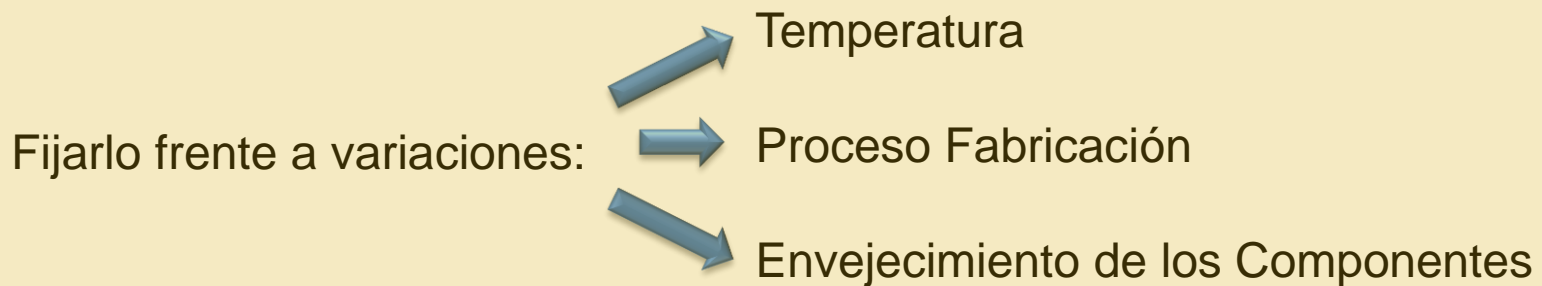 Temperatura
Fijarlo frente a variaciones:
Proceso Fabricación
Envejecimiento de los Componentes